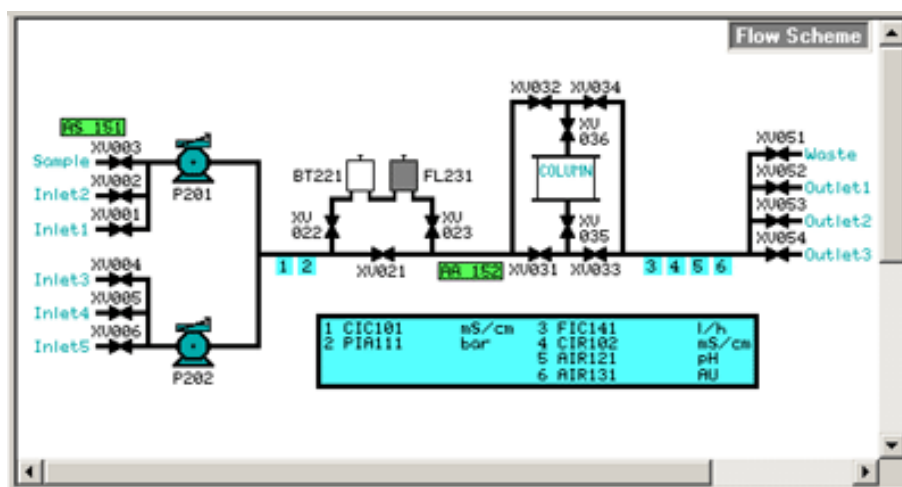 Flow Scheme
XV032 XV034
AS 151
XV003
Sample
XV002
Inlet2
XV001
Inlet1
P201
BT221
FL231
XV
036
COLUMN
XV
022
XV
023
XV
035
XV051
Waste
XV052
Outlet1
XV053
Outlet2
XV054
Outlet3
1 2
XV021
AA 152
XV031
XV033
3 4 5 6
XV004
Inlet3
XV005
Inlet4
XV006
Inlet5
P202
1 CIC101 mS/cm 3 FIC141 l/h
2 PIA111 bar 4 CIR102 mS/cm
5 AIR121 pH
6 AIR131 AU